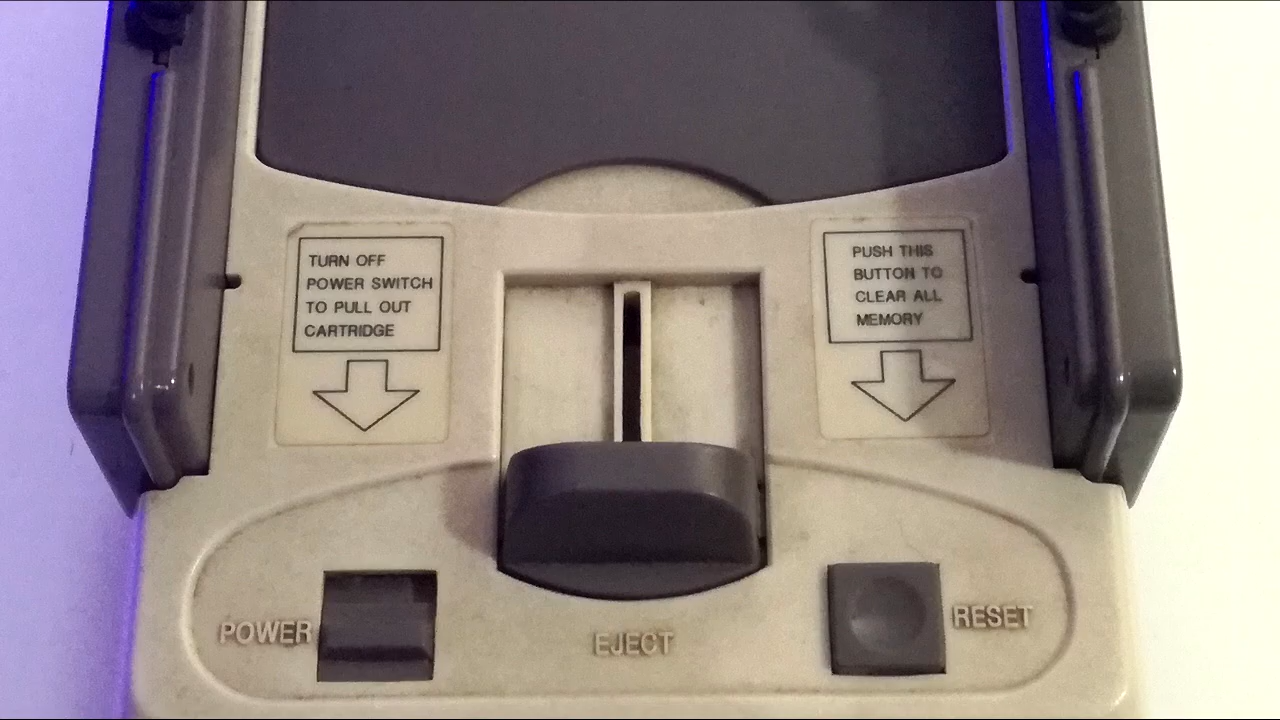 TURN OFF
POWER SWITCH
TO PULL OUT
CARTRIDGE
PUSH THIS
BUTTON TO
CLEAR ALL
MEMORY
POWER
EJECT
RESET